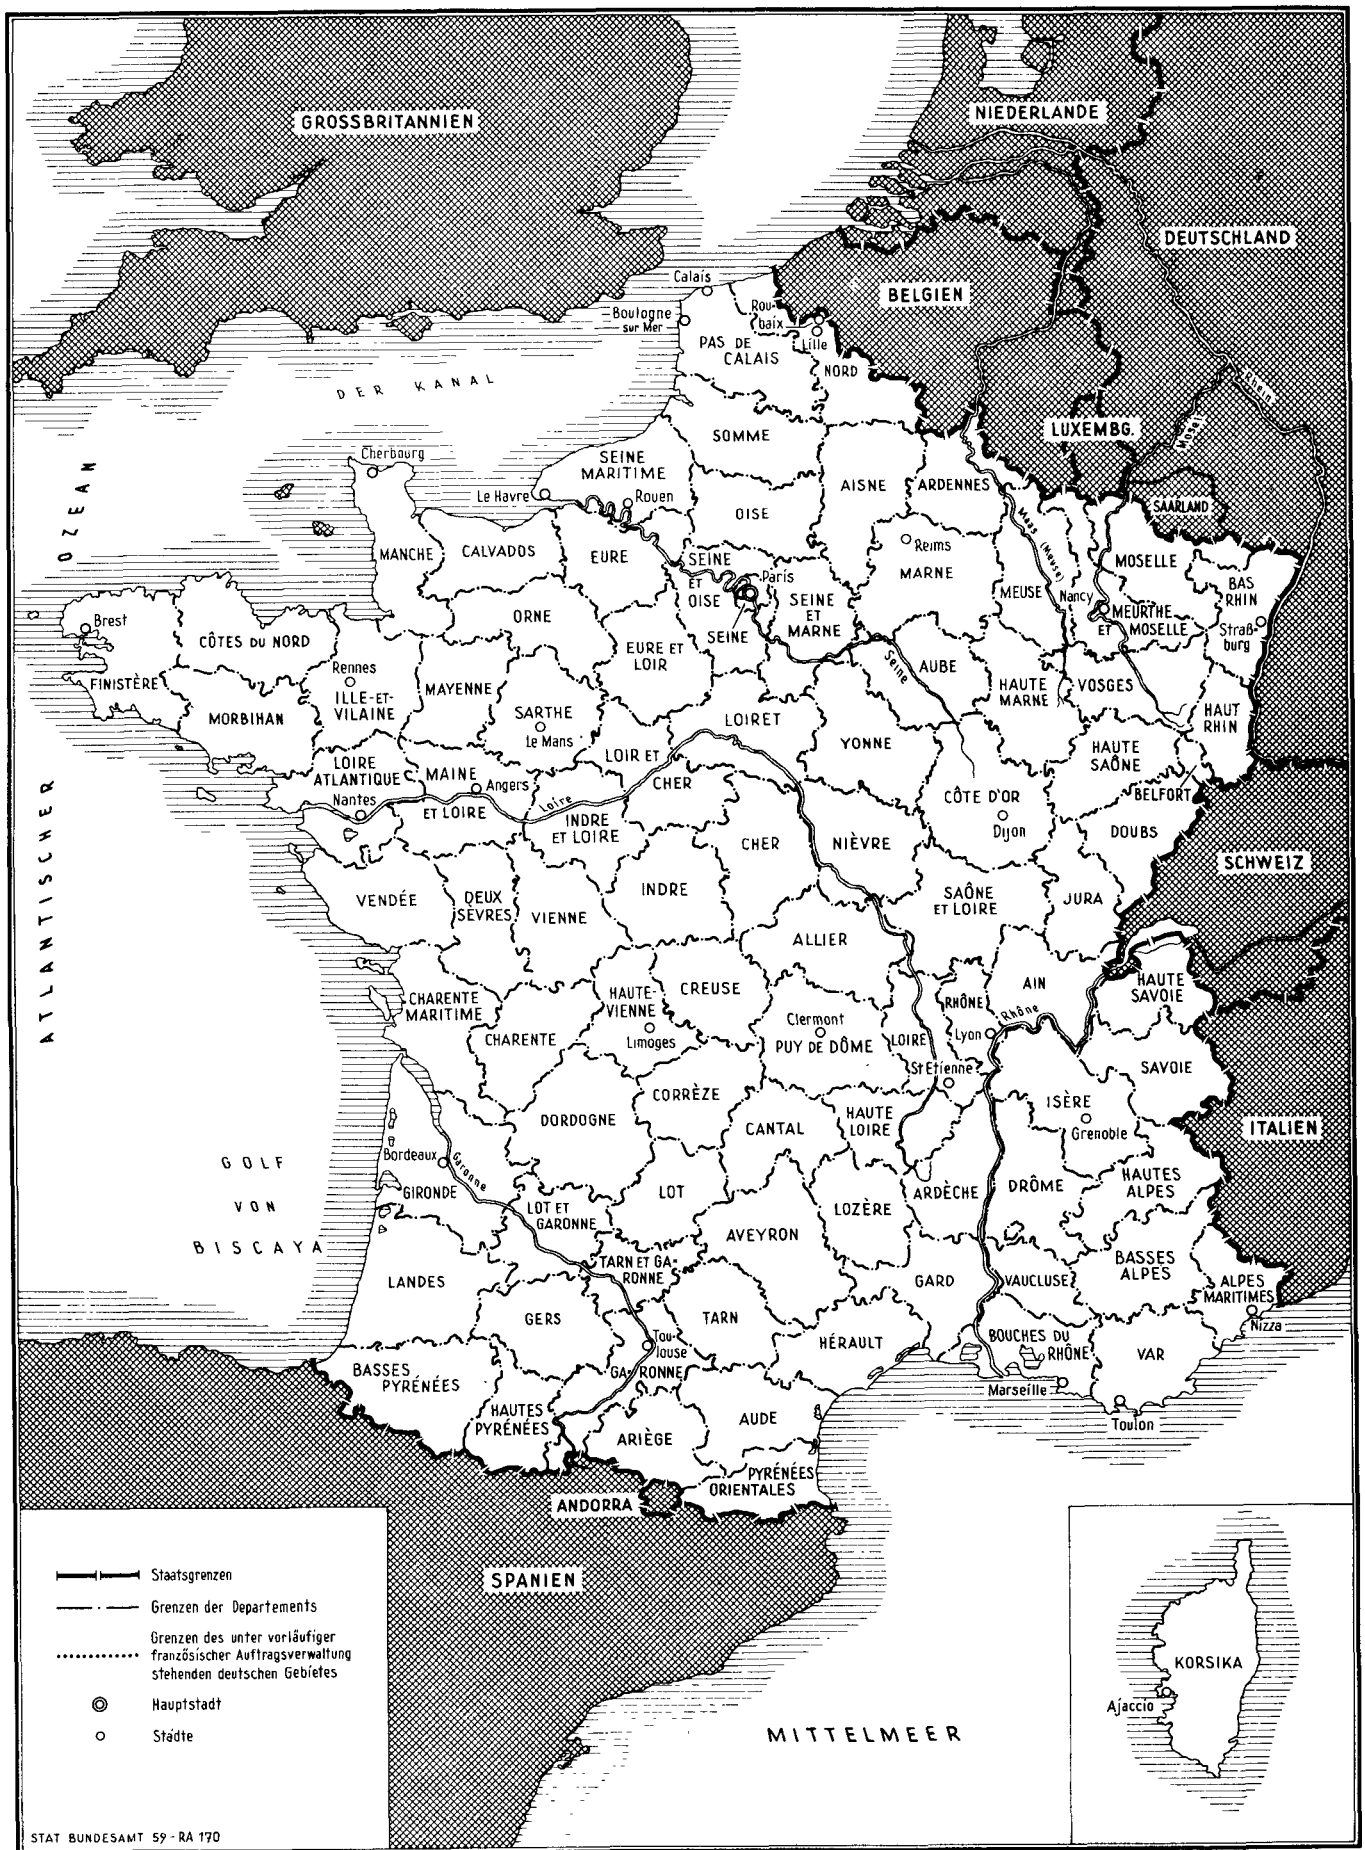 GROSSBRITANNIEN
NIEDERLANDE
DEUTSCHLAND
BELGIEN
LUXEMBG.
SAARLAND
SCHWEIZ
ITALIEN
ANDORRA
SPANIEN
DER KANAL
ATLANTISCHER OZEAN
GOLF
VON
BISCAYA
MITTELMEER
Calais
Boulogne
sur Mer
Rou-
baix
Lille
PAS DE
CALAIS
NORD
SOMME
Cherbourg
SEINE
MARITIME
Le Havre
Rouen
OISE
AISNE
ARDENNES
Maas (Meuse)
Mosel
Rhein
MANCHE
CALVADOS
EURE
SEINE
ET
OISE
Paris
SEINE
SEINE
ET
MARNE
Reims
MARNE
MEUSE
Nancy
MOSELLE
MEURTHE
ET MOSELLE
BAS
RHIN
Straß-
burg
Brest
FINISTÈRE
CÔTES DU NORD
MORBIHAN
Rennes
ILLE-ET-
VILAINE
ORNE
MAYENNE
SARTHE
Le Mans
EURE ET
LOIR
AUBE
Seine
HAUTE
MARNE
VOSGES
HAUT
RHIN
LOIRET
YONNE
LOIR ET
CHER
LOIRE
ATLANTIQUE
Nantes
MAINE
ET LOIRE
Angers
Loire
INDRE
ET LOIRE
CHER
NIÈVRE
CÔTE D'OR
Dijon
HAUTE
SAÔNE
BELFORT
DOUBS
VENDÉE
DEUX
SÈVRES
VIENNE
INDRE
SAÔNE
ET LOIRE
JURA
ALLIER
CHARENTE
MARITIME
CHARENTE
HAUTE-
VIENNE
Limoges
CREUSE
Clermont
PUY DE DÔME
LOIRE
RHÔNE
Lyon
Rhône
AIN
HAUTE
SAVOIE
SAVOIE
St Etienne
ISÈRE
Grenoble
DORDOGNE
CORRÈZE
CANTAL
HAUTE
LOIRE
Bordeaux
Garonne
GIRONDE
LOT ET
GARONNE
LOT
AVEYRON
LOZÈRE
ARDÈCHE
DRÔME
HAUTES
ALPES
LANDES
TARN ET GA-
RONNE
GERS
TARN
GARD
VAUCLUSE
BASSES
ALPES
ALPES
MARITIMES
Nizza
Tou-
louse
GA- RONNE
HÉRAULT
BOUCHES DU
RHÔNE
Marseille
VAR
Toulon
BASSES
PYRÉNÉES
HAUTES
PYRÉNÉES
ARIÈGE
AUDE
PYRÉNÉES
ORIENTALES
KORSIKA
Ajaccio
Staatsgrenzen
Grenzen der Departements
Grenzen des unter vorläufiger
französischer Auftragsverwaltung
stehenden deutschen Gebietes
Hauptstadt
Städte
STAT BUNDESAMT 59 - RA 170